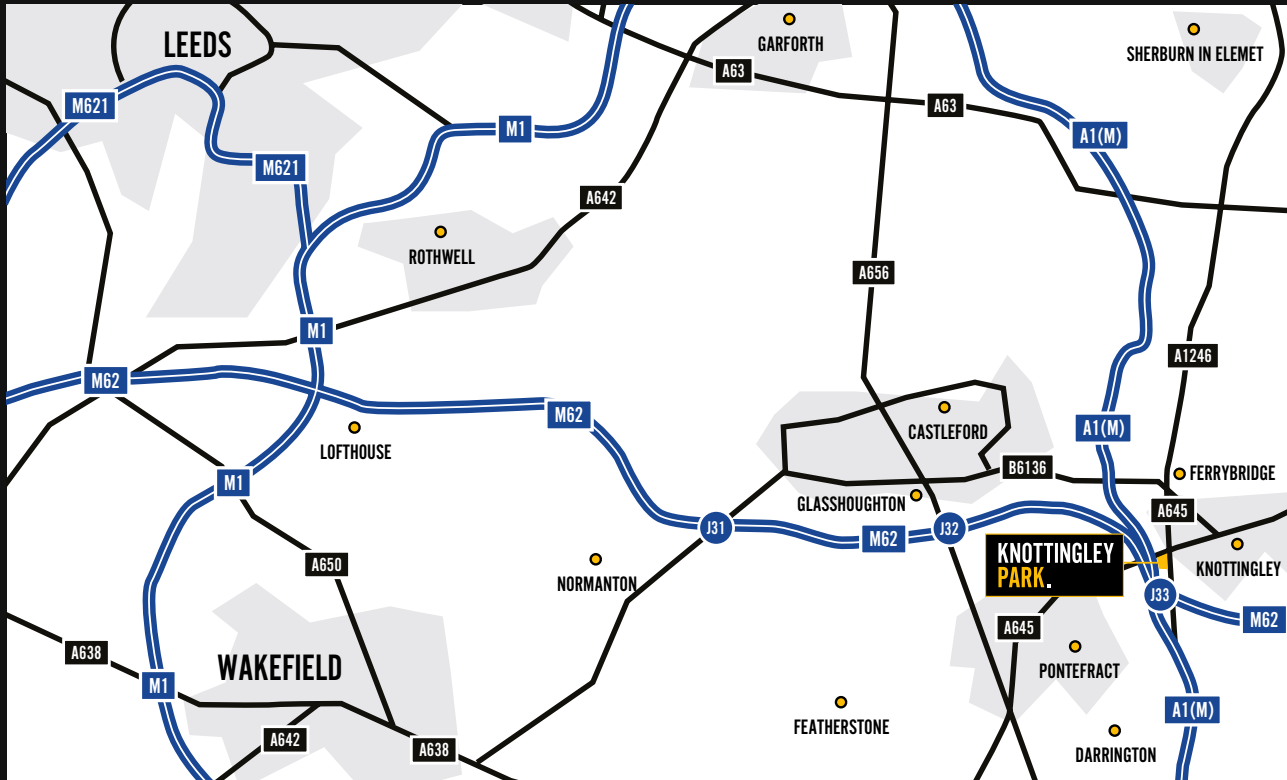 LEEDS
GARFORTH
SHERBURN IN ELEMET
A63
M621
A63
M1
A1(M)
M621
A642
ROTHWELL
A656
M1
A1246
M62
CASTLEFORD
M62
A1(M)
LOFTHOUSE
B6136
FERRYBRIDGE
M1
GLASSHOUGHTON
A645
J31
M62
J32
KNOTTINGLEY
PARK.
KNOTTINGLEY
A650
NORMANTON
J33
M62
A645
A638
WAKEFIELD
PONTEFRACT
M1
FEATHERSTONE
A1(M)
A642
A638
DARRINGTON